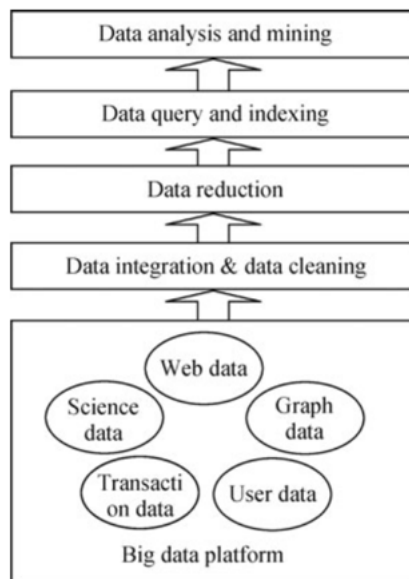 Data analysis and mining
Data query and indexing
Data reduction
Data integration & data cleaning
Web data
Science
data
Graph
data
Transacti
on data
User data
Big data platform